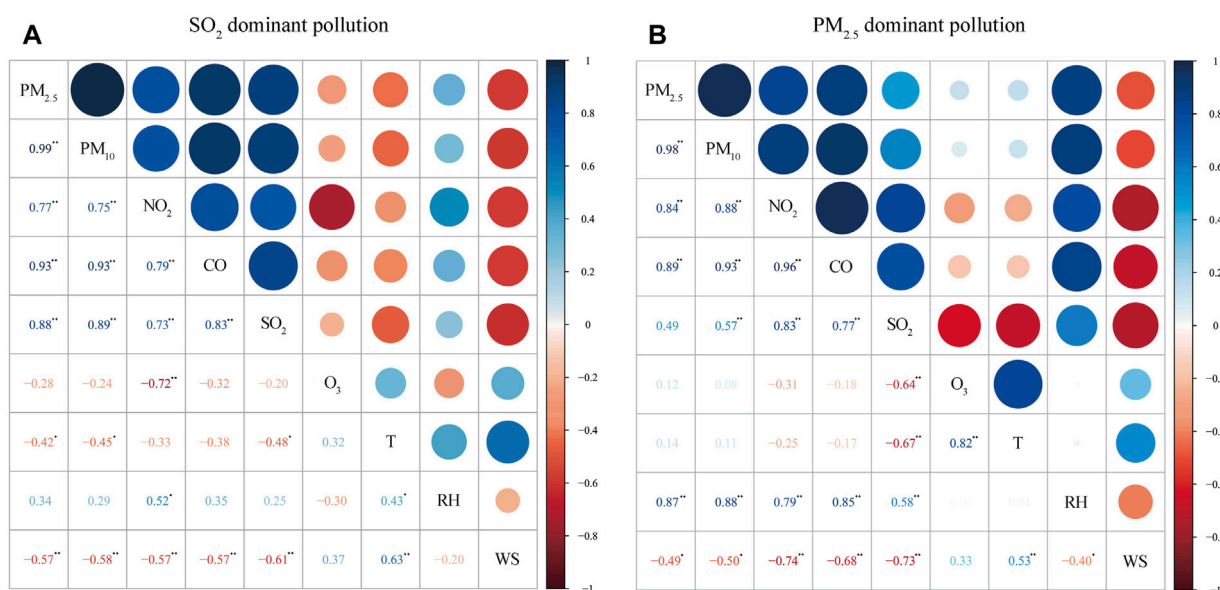 A
SO₂ dominant pollution
PM₂.₅
0.99** PM₁₀
0.77** 0.75** NO₂
0.93** 0.93** 0.79** CO
0.88** 0.89** 0.73** 0.83** SO₂
−0.28 −0.24 −0.72** −0.32 −0.20 O₃
−0.42* −0.45* −0.33 −0.38 −0.48* 0.32 T
0.34 0.29 0.52* 0.35 0.25 −0.30 0.43* RH
−0.57** −0.58** −0.57** −0.57** −0.61** 0.37 0.63** −0.20 WS
1
0.8
0.6
0.4
0.2
0
−0.2
−0.4
−0.6
−0.8
−1
B
PM₂.₅ dominant pollution
PM₂.₅
0.98** PM₁₀
0.84** 0.88** NO₂
0.89** 0.93** 0.96** CO
0.49 0.57** 0.83** 0.77** SO₂
0.12 0.08 −0.31 −0.18 −0.64** O₃
0.14 0.11 −0.25 −0.17 −0.67** 0.82** T
0.87** 0.88** 0.79** 0.85** 0.58** RH
−0.49* −0.50* −0.74** −0.68** −0.73** 0.33 0.53** −0.40* WS
1
0.8
0.6
0.4
0.2
0
−0.2
−0.
−0.
−0.
−1